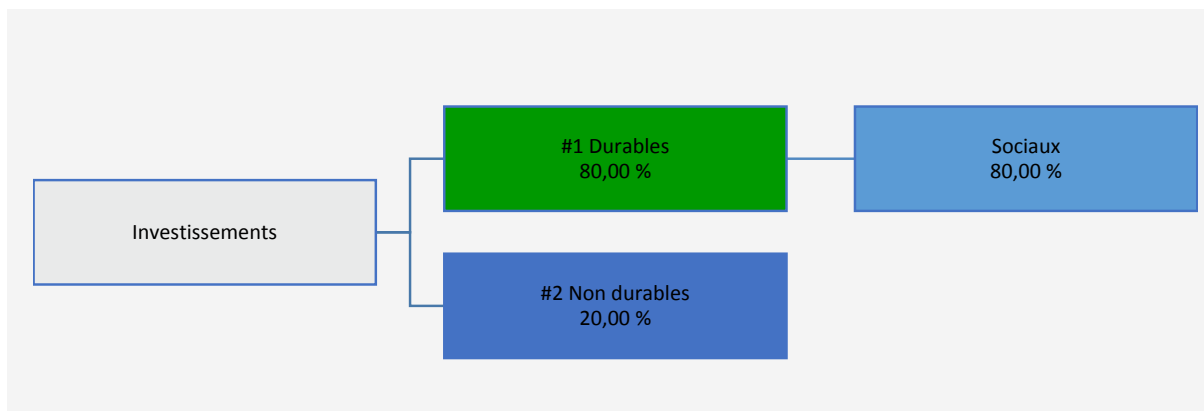 Investissements
#1 Durables
80,00 %
Sociaux
80,00 %
#2 Non durables
20,00 %